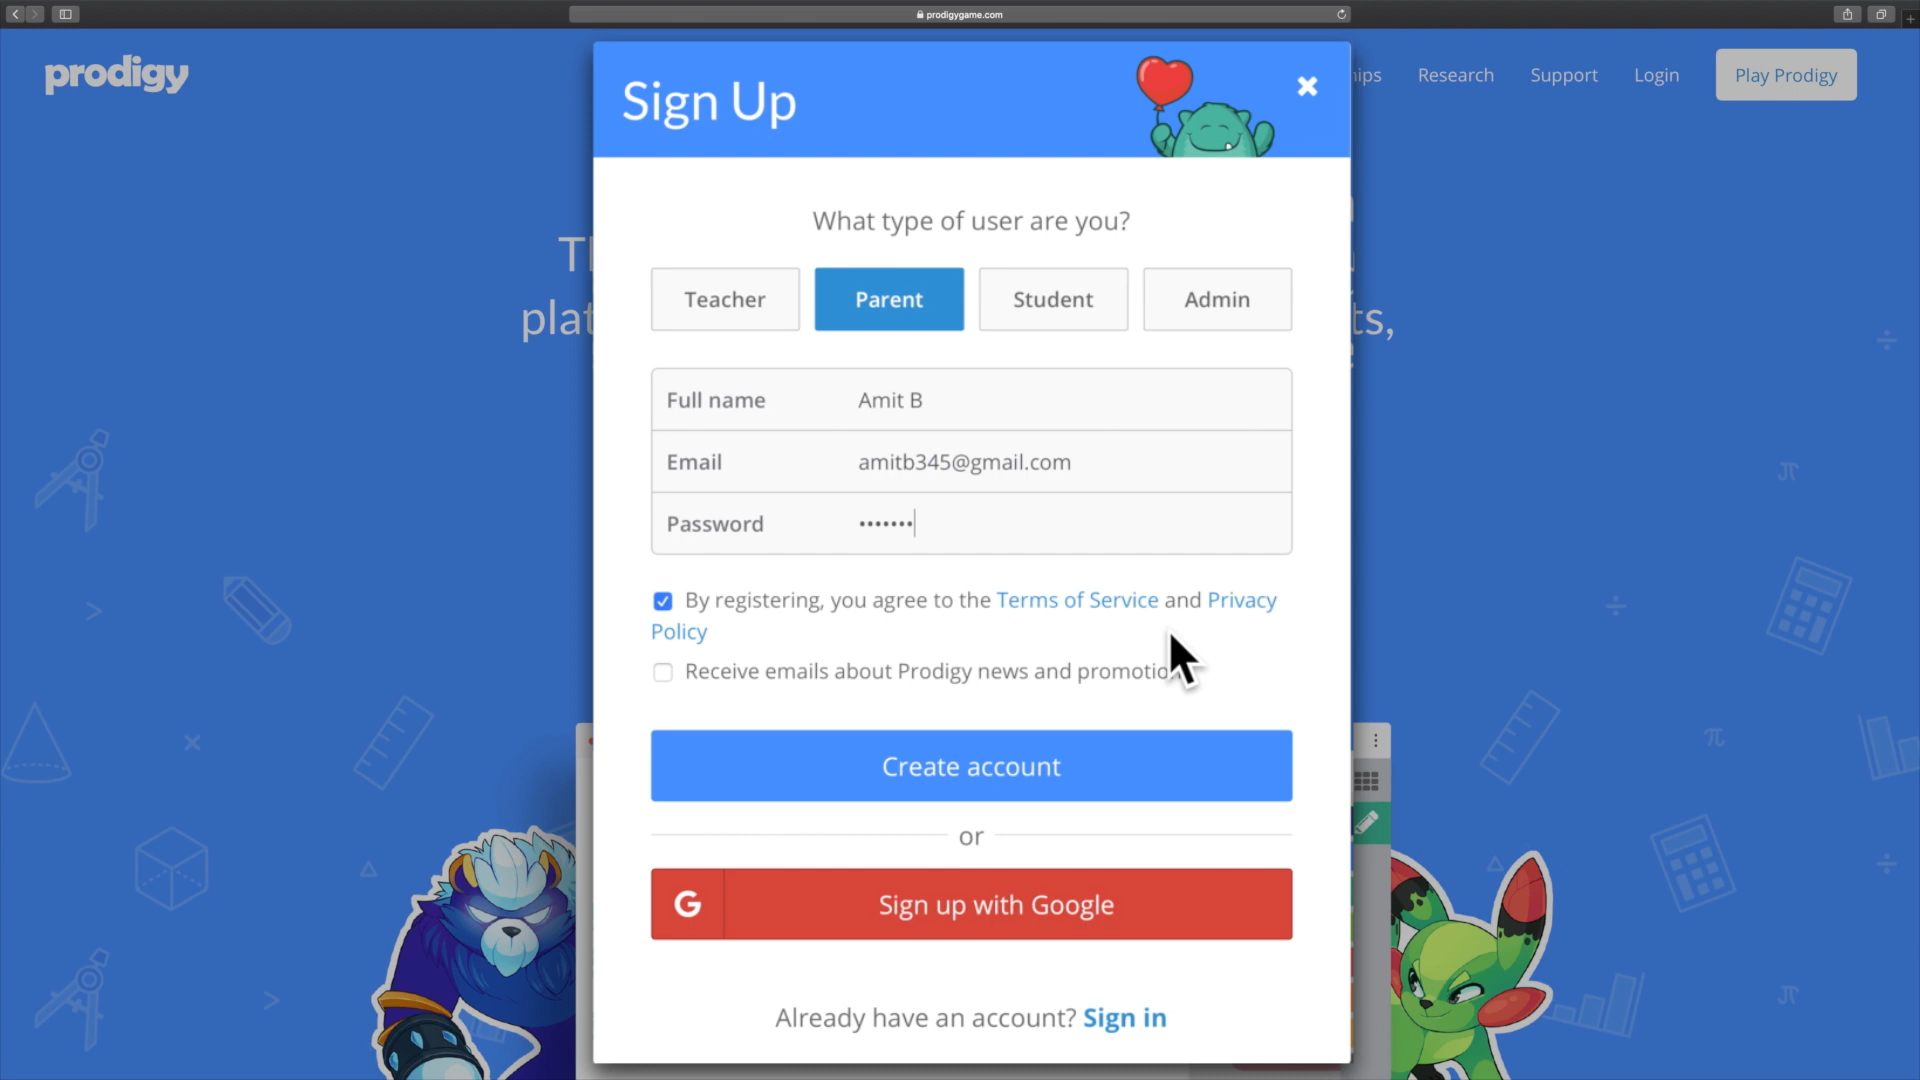 prodigygame.com
prodigy
Research
Support
Login
Play Prodigy
Sign Up
What type of user are you?
Teacher
Parent
Student
Admin
Full name
Amit B
Email
amitb345@gmail.com
Password
•••••••
By registering, you agree to the Terms of Service and Privacy
Policy
Receive emails about Prodigy news and
Create account
or
G
Sign up with Google
Already have an account? Sign in